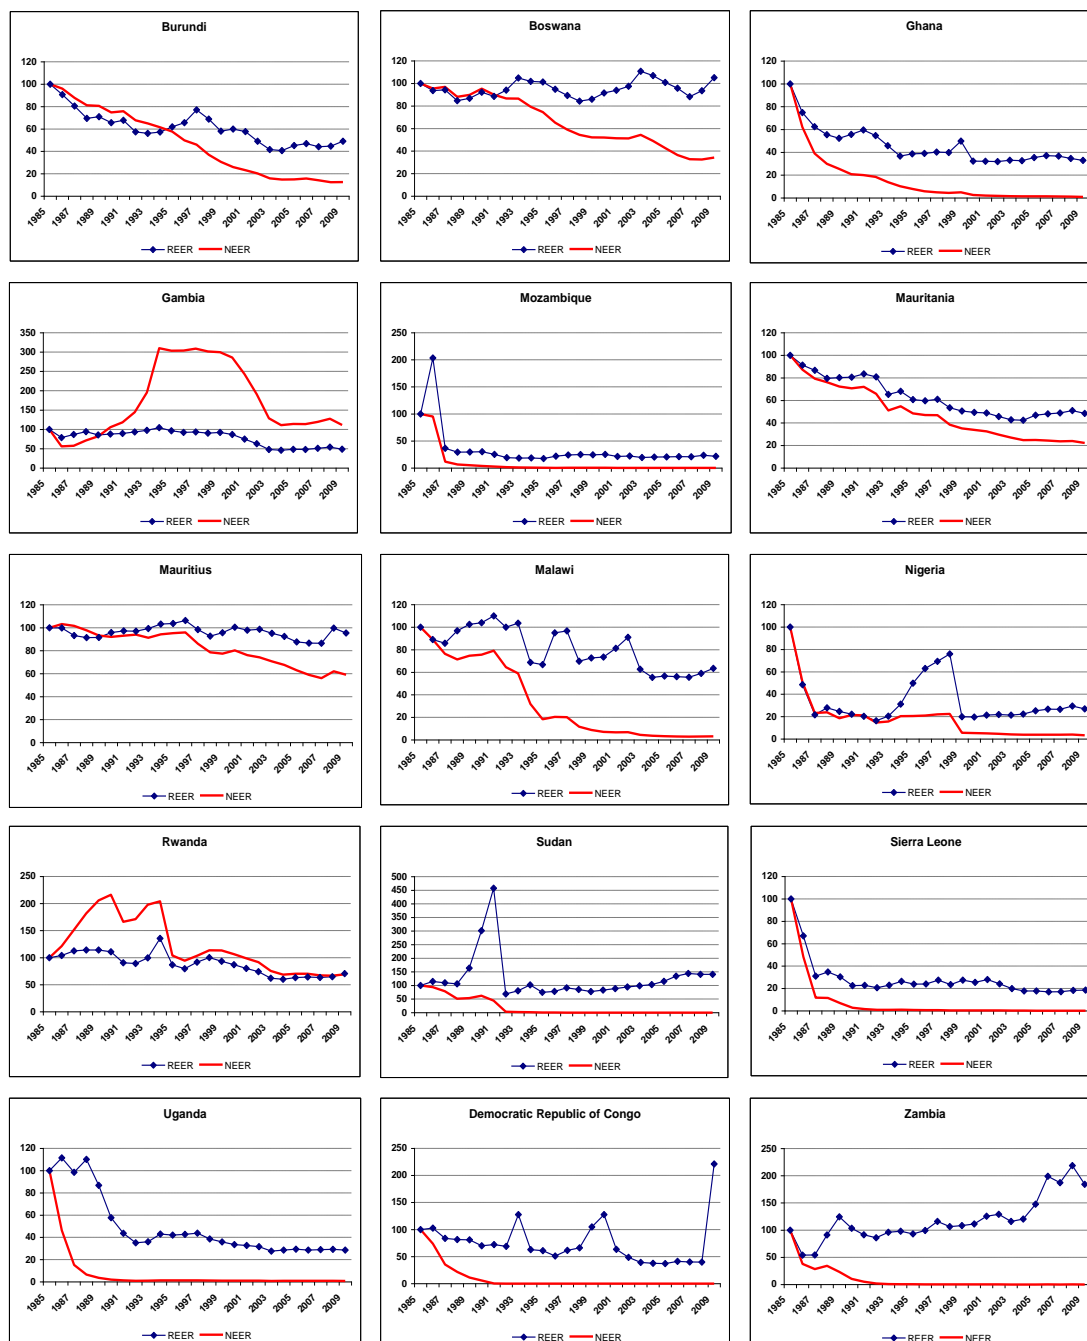 Burundi
120
100
80
60
40
20
0
1985 1987 1989 1991 1993 1995 1997 1999 2001 2003 2005 2007 2009
REER NEER
Boswana
120
100
80
60
40
20
0
1985 1987 1989 1991 1993 1995 1997 1999 2001 2003 2005 2007 2009
REER NEER
Ghana
120
100
80
60
40
20
0
1985 1987 1989 1991 1993 1995 1997 1999 2001 2003 2005 2007 2009
REER NEER
Gambia
350
300
250
200
150
100
50
0
1985 1987 1989 1991 1993 1995 1997 1999 2001 2003 2005 2007 2009
REER NEER
Mozambique
250
200
150
100
50
0
1985 1987 1989 1991 1993 1995 1997 1999 2001 2003 2005 2007 2009
REER NEER
Mauritania
120
100
80
60
40
20
0
1985 1987 1989 1991 1993 1995 1997 1999 2001 2003 2005 2007 2009
REER NEER
Mauritius
120
100
80
60
40
20
0
1985 1987 1989 1991 1993 1995 1997 1999 2001 2003 2005 2007 2009
REER NEER
Malawi
120
100
80
60
40
20
0
1985 1987 1989 1991 1993 1995 1997 1999 2001 2003 2005 2007 2009
REER NEER
Nigeria
120
100
80
60
40
20
0
1985 1987 1989 1991 1993 1995 1997 1999 2001 2003 2005 2007 2009
REER NEER
Rwanda
250
200
150
100
50
0
1985 1987 1989 1991 1993 1995 1997 1999 2001 2003 2005 2007 2009
REER NEER
Sudan
500
450
400
350
300
250
200
150
100
50
0
1985 1987 1989 1991 1993 1995 1997 1999 2001 2003 2005 2007 2009
REER NEER
Sierra Leone
120
100
80
60
40
20
0
1985 1987 1989 1991 1993 1995 1997 1999 2001 2003 2005 2007 2009
REER NEER
Uganda
120
100
80
60
40
20
0
1985 1987 1989 1991 1993 1995 1997 1999 2001 2003 2005 2007 2009
REER NEER
Democratic Republic of Congo
250
200
150
100
50
0
1985 1987 1989 1991 1993 1995 1997 1999 2001 2003 2005 2007 2009
REER NEER
Zambia
250
200
150
100
50
0
1985 1987 1989 1991 1993 1995 1997 1999 2001 2003 2005 2007 2009
REER NEER